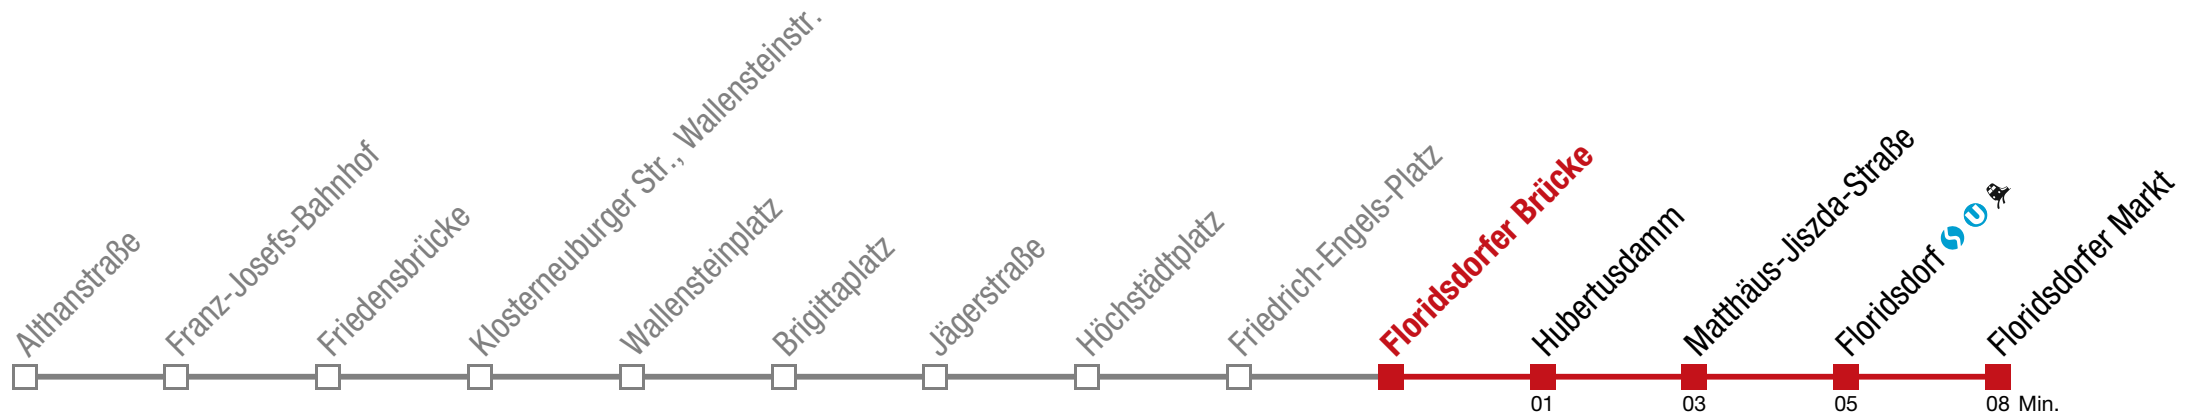 Althanstraße
Franz-Josefs-Bahnhof
Friedensbrücke
Klosterneuburger Str., Wallensteinstr.
Wallensteinplatz
Brigittaplatz
Jägerstraße
Höchstädtplatz
Friedrich-Engels-Platz
Floridsdorfer Brücke
Hubertusdamm
Matthäus-Jiszda-Straße
Floridsdorf S U
Floridsdorfer Markt
01 03 05 08 Min.